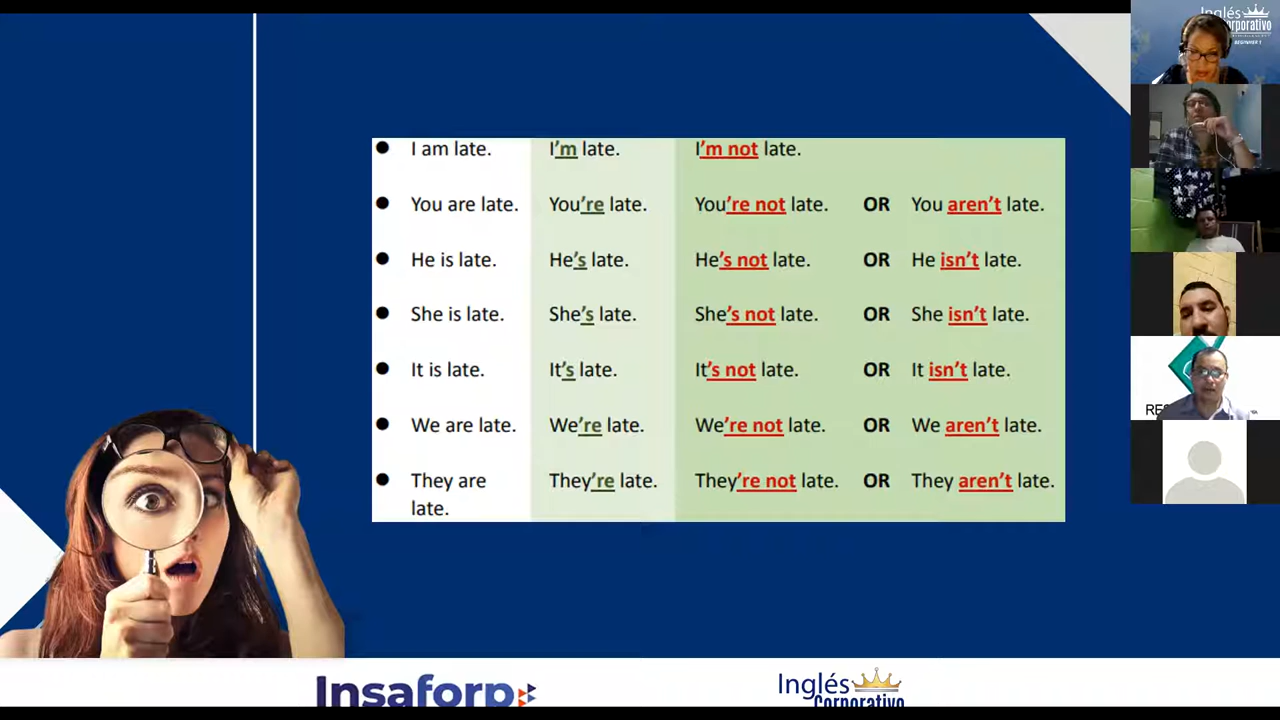 Inglés
BEGINNER 1
I am late. I'm late. I'm not late.
You are late. You're late. You're not late. OR You aren't late.
He is late. He's late. He's not late. OR He isn't late.
She is late. She's late. She's not late. OR She isn't late.
It is late. It's late. It's not late. OR It isn't late.
We are late. We're late. We're not late. OR We aren't late.
They are late. They're late. They're not late. OR They aren't late.
Insaforp
Inglés
Corporativo